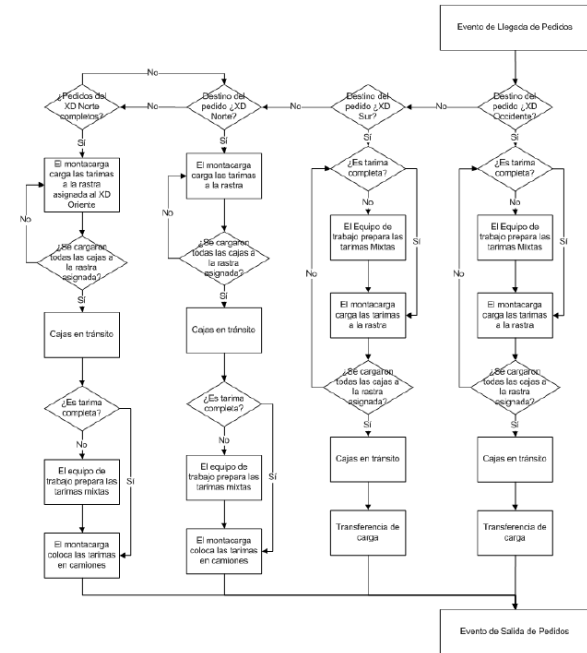 Evento de Llegada de Pedidos
No
¿Pedidos del
XD Norte
completos?
No
Destino del
pedido ¿XD
Norte?
No
Destino del
pedido ¿XD
Sur?
No
Destino del
pedido ¿XD
Occidente?
Sí
Sí
Sí
Sí
El montacarga
carga las tarimas
a la rastra
asignada al XD
Oriente
No
¿Se cargaron
todas las cajas a
la rastra
asignada?
Sí
Cajas en tránsito
¿Es tarima
completa?
No
Sí
El equipo de
trabajo prepara las
tarimas mixtas
El montacarga
coloca las tarimas
en camiones
El montacarga
carga las tarimas
a la rastra
No
¿Se cargaron
todas las cajas a
la rastra
asignada?
Sí
Cajas en tránsito
¿Es tarima
completa?
No
Sí
El equipo de
trabajo prepara las
tarimas mixtas
El montacarga
coloca las tarimas
en camiones
¿Es tarima
completa?
No
Sí
El Equipo de
trabajo prepara las
tarimas Mixtas
El montacarga
carga las tarimas
a la rastra
No
¿Se cargaron
todas las cajas a
la rastra
asignada?
Sí
Cajas en tránsito
Transferencia de
carga
¿Es tarima
completa?
No
Sí
El Equipo de
trabajo prepara las
tarimas Mixtas
El montacarga
carga las tarimas
a la rastra
No
¿Se cargaron
todas las cajas a
la rastra
asignada?
Sí
Cajas en tránsito
Transferencia de
carga
Evento de Salida de Pedidos